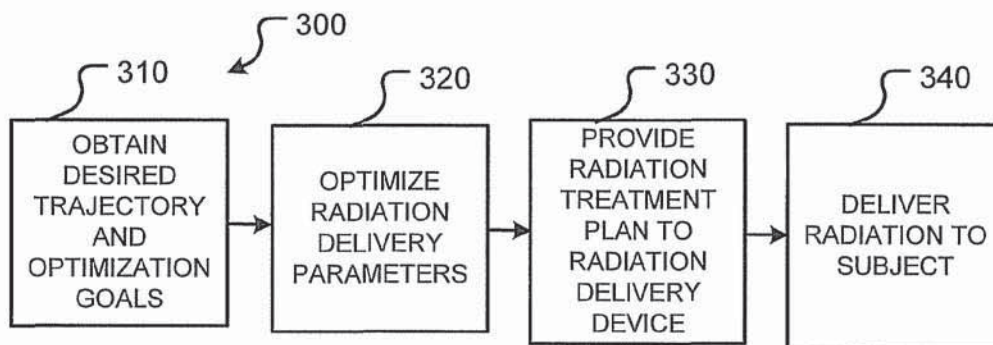 300
310
320
330
340
OBTAIN
DESIRED
TRAJECTORY
AND
OPTIMIZATION
GOALS
OPTIMIZE
RADIATION
DELIVERY
PARAMETERS
PROVIDE
RADIATION
TREATMENT
PLAN TO
RADIATION
DELIVERY
DEVICE
DELIVER
RADIATION TO
SUBJECT